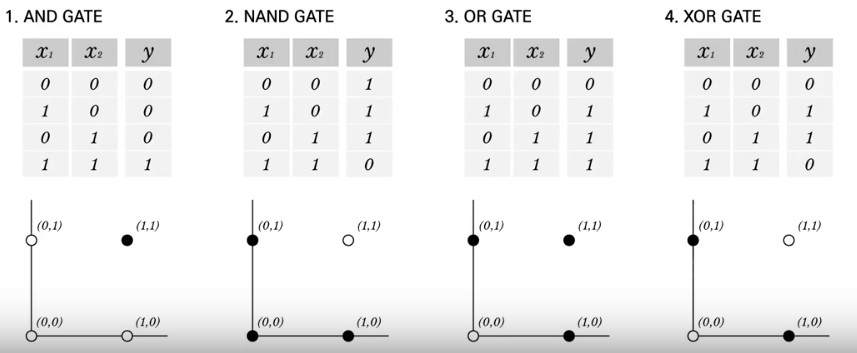 1. AND GATE
x₁ x₂ y
0 0 0
1 0 0
0 1 0
1 1 1
(0,1) (1,1)
(0,0) (1,0)
2. NAND GATE
x₁ x₂ y
0 0 1
1 0 1
0 1 1
1 1 0
(0,1) (1,1)
(0,0) (1,0)
3. OR GATE
x₁ x₂ y
0 0 0
1 0 1
0 1 1
1 1 1
(0,1) (1,1)
(0,0) (1,0)
4. XOR GATE
x₁ x₂ y
0 0 0
1 0 1
0 1 1
1 1 0
(0,1) (1,1)
(0,0) (1,0)